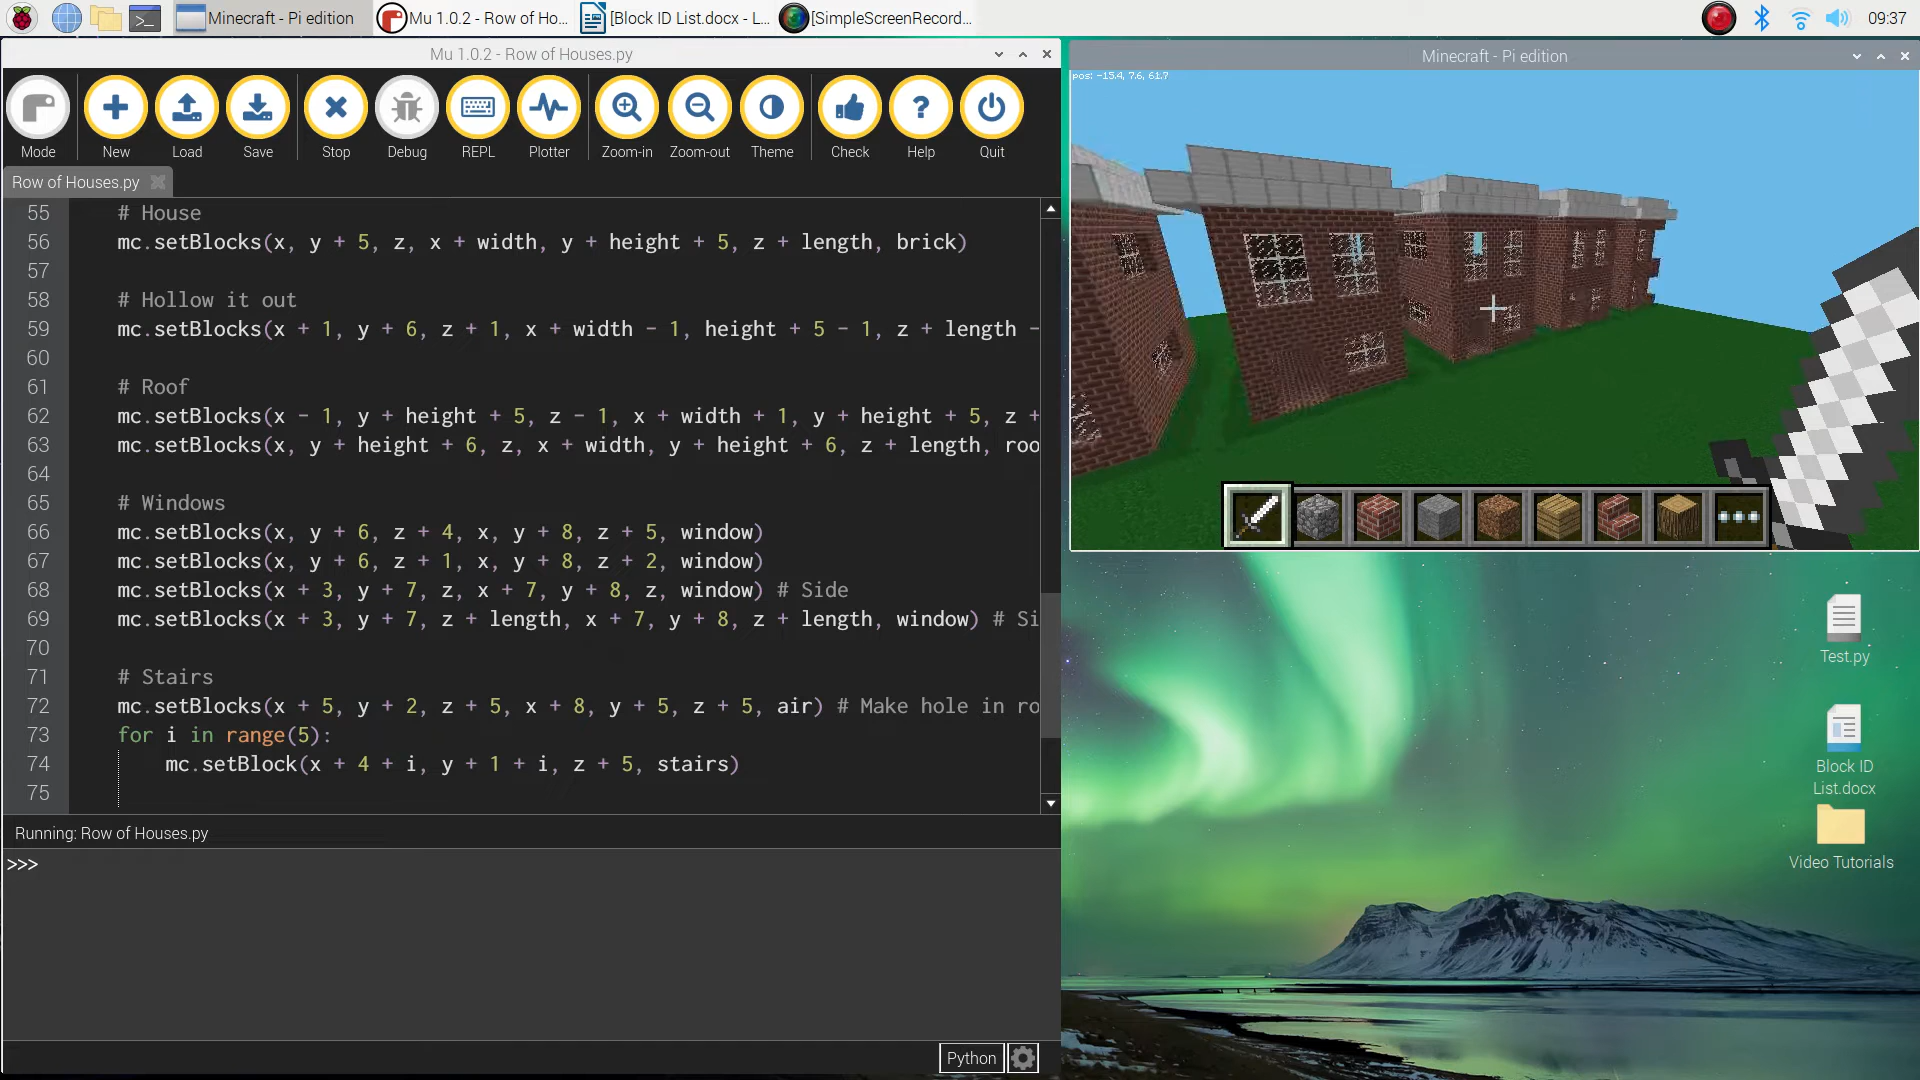 Minecraft - Pi edition
Mu 1.0.2 - Row of Ho...
[Block ID List.docx - L...
[SimpleScreenRecord...
09:37
Mu 1.0.2 - Row of Houses.py
Mode New Load Save Stop Debug REPL Plotter Zoom-in Zoom-out Theme Check Help Quit
Row of Houses.py
55 # House
56 mc.setBlocks(x, y + 5, z, x + width, y + height + 5, z + length, brick)
57
58 # Hollow it out
59 mc.setBlocks(x + 1, y + 6, z + 1, x + width - 1, height + 5 - 1, z + length -
60
61 # Roof
62 mc.setBlocks(x - 1, y + height + 5, z - 1, x + width + 1, y + height + 5, z +
63 mc.setBlocks(x, y + height + 6, z, x + width, y + height + 6, z + length, roo
64
65 # Windows
66 mc.setBlocks(x, y + 6, z + 4, x, y + 8, z + 5, window)
67 mc.setBlocks(x, y + 6, z + 1, x, y + 8, z + 2, window)
68 mc.setBlocks(x + 3, y + 7, z, x + 7, y + 8, z, window) # Side
69 mc.setBlocks(x + 3, y + 7, z + length, x + 7, y + 8, z + length, window) # Si
70
71 # Stairs
72 mc.setBlocks(x + 5, y + 2, z + 5, x + 8, y + 5, z + 5, air) # Make hole in ro
73 for i in range(5):
74 mc.setBlock(x + 4 + i, y + 1 + i, z + 5, stairs)
75
Running: Row of Houses.py
>>>
Python
Minecraft - Pi edition
pos: -15.4, 7.6, 61.7
Test.py
Block ID
List.docx
Video Tutorials